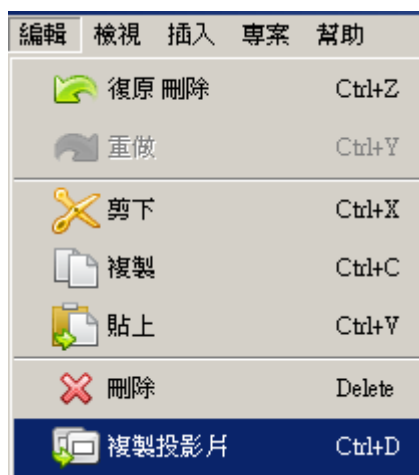 編輯 檢視 插入 專案 幫助
復原 刪除 Ctrl+Z
重做 Ctrl+Y
剪下 Ctrl+X
複製 Ctrl+C
貼上 Ctrl+V
刪除 Delete
複製投影片 Ctrl+D